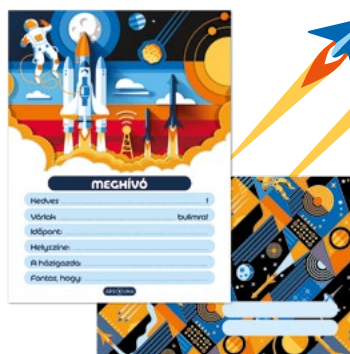 MEGHÍVÓ
Kedves !
Várlak bulimra!
Időpont:
Helyszíne:
A házigazda:
Fontos, hogy: